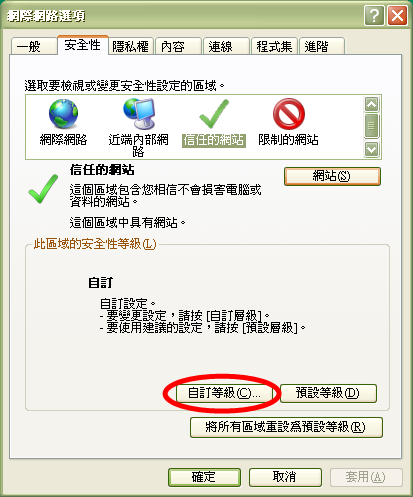 網際網路選項
一般 安全性 隱私權 內容 連線 程式集 進階
選取要檢視或變更安全性設定的區域。
網際網路 近端內部網路 信任的網站 限制的網站
信任的網站
網站(S)
這個區域包含您相信不會損害電腦或
資料的網站。
這個區域中具有網站。
此區域的安全性等級(L)
自訂
自訂設定。
- 要變更設定，請按 [自訂層級]。
- 要使用建議的設定，請按 [預設層級]。
自訂等級(C)... 預設等級(D)
將所有區域重設為預設等級(R)
確定 取消 套用(A)